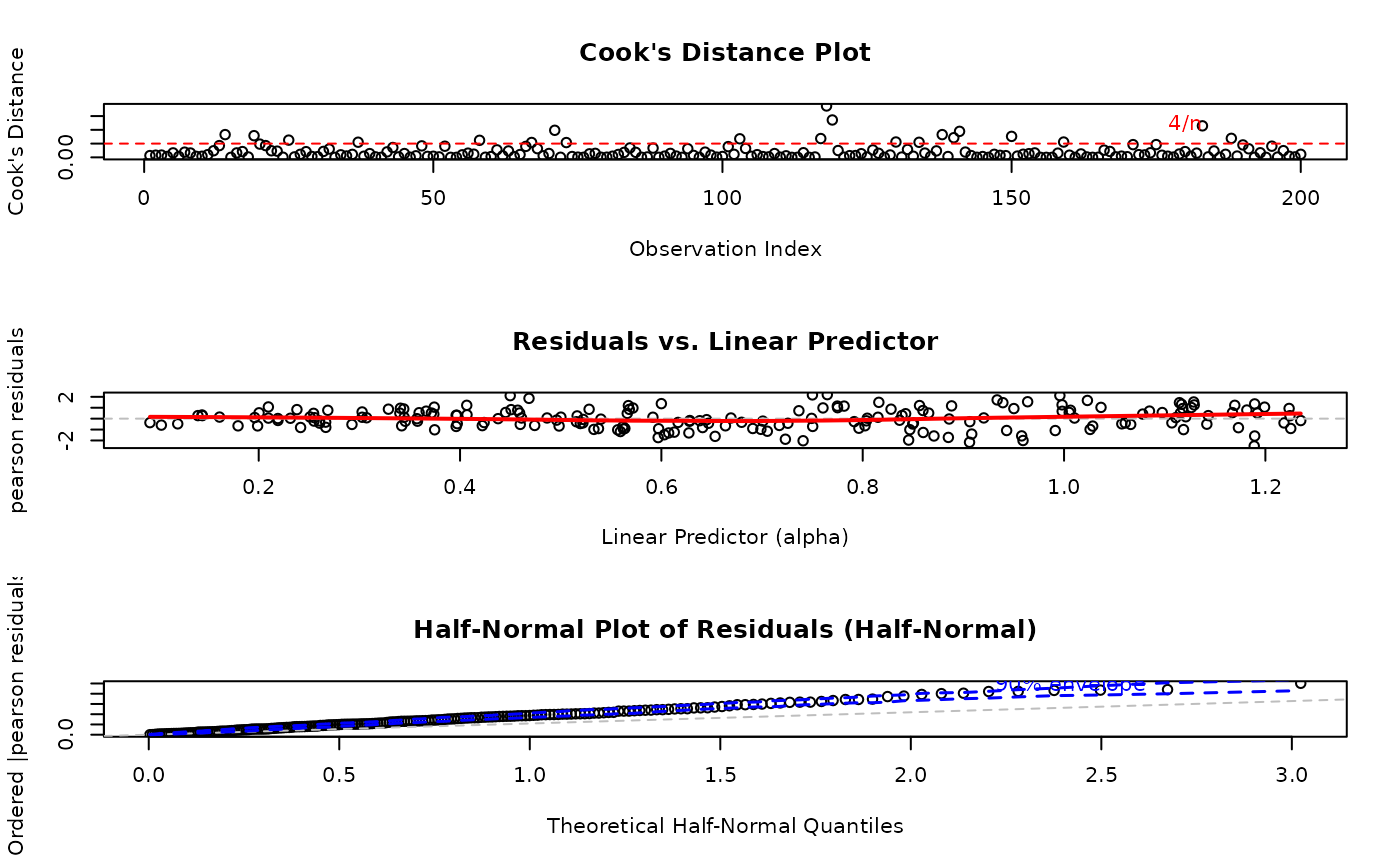 Cook's Distance Plot
Cook's Distance
0.00
4/n
0 50 100 150 200
Observation Index
Residuals vs. Linear Predictor
pearson residuals
2
-2
0.2 0.4 0.6 0.8 1.0 1.2
Linear Predictor (alpha)
Half-Normal Plot of Residuals (Half-Normal)
Ordered |pearson residuals
0.0
90% envelope
0.0 0.5 1.0 1.5 2.0 2.5 3.0
Theoretical Half-Normal Quantiles